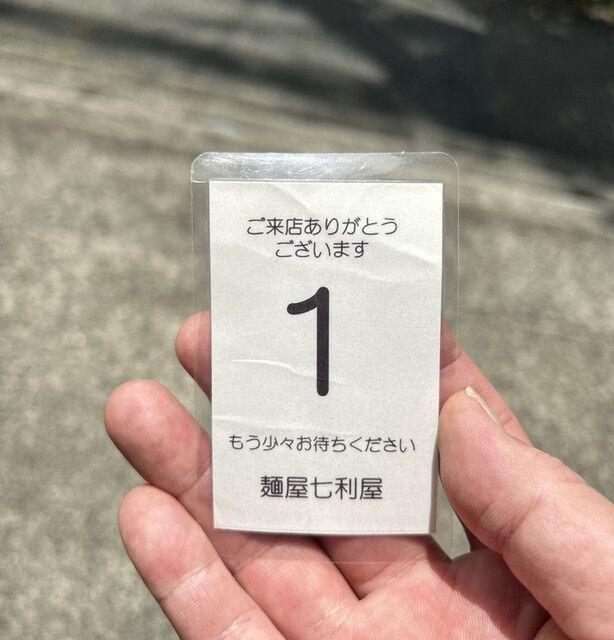 ご来店ありがとう
ございます
1
もう少々お待ちください
麺屋七利屋